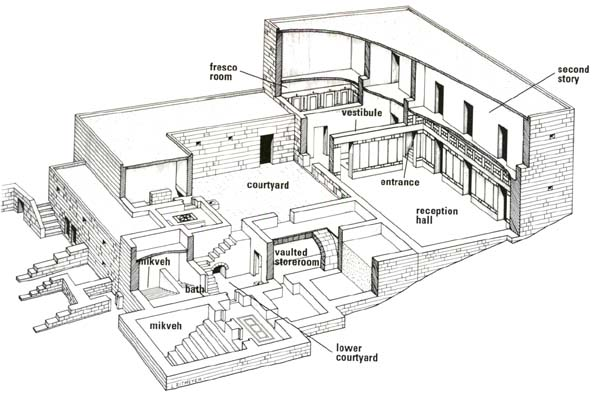 fresco
room
second
story
vestibule
courtyard
entrance
reception
hall
mikveh
vaulted
storeroom
bath
mikveh
lower
courtyard